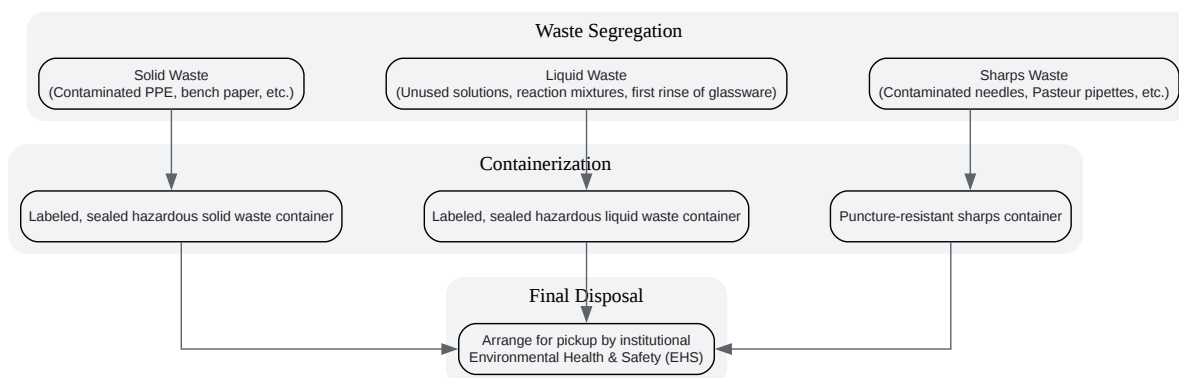 Waste Segregation
Solid Waste
(Contaminated PPE, bench paper, etc.)
Liquid Waste
(Unused solutions, reaction mixtures, first rinse of glassware)
Sharps Waste
(Contaminated needles, Pasteur pipettes, etc.)
Containerization
Labeled, sealed hazardous solid waste container
Labeled, sealed hazardous liquid waste container
Puncture-resistant sharps container
Final Disposal
Arrange for pickup by institutional
Environmental Health & Safety (EHS)